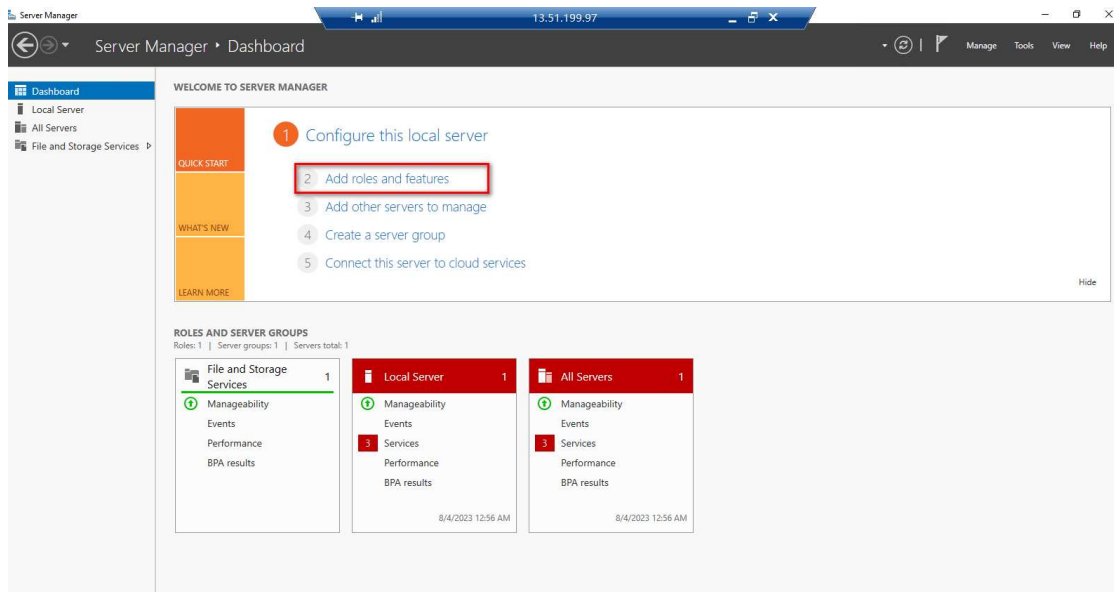 Server Manager
13.51.199.97
Server Manager • Dashboard
Manage Tools View Help
Dashboard
Local Server
All Servers
File and Storage Services
WELCOME TO SERVER MANAGER
QUICK START
WHAT'S NEW
LEARN MORE
1 Configure this local server
2 Add roles and features
3 Add other servers to manage
4 Create a server group
5 Connect this server to cloud services
Hide
ROLES AND SERVER GROUPS
Roles: 1 | Server groups: 1 | Servers total: 1
File and Storage
Services
1
Manageability
Events
Performance
BPA results
Local Server 1
Manageability
Events
3 Services
Performance
BPA results
8/4/2023 12:56 AM
All Servers 1
Manageability
Events
3 Services
Performance
BPA results
8/4/2023 12:56 AM